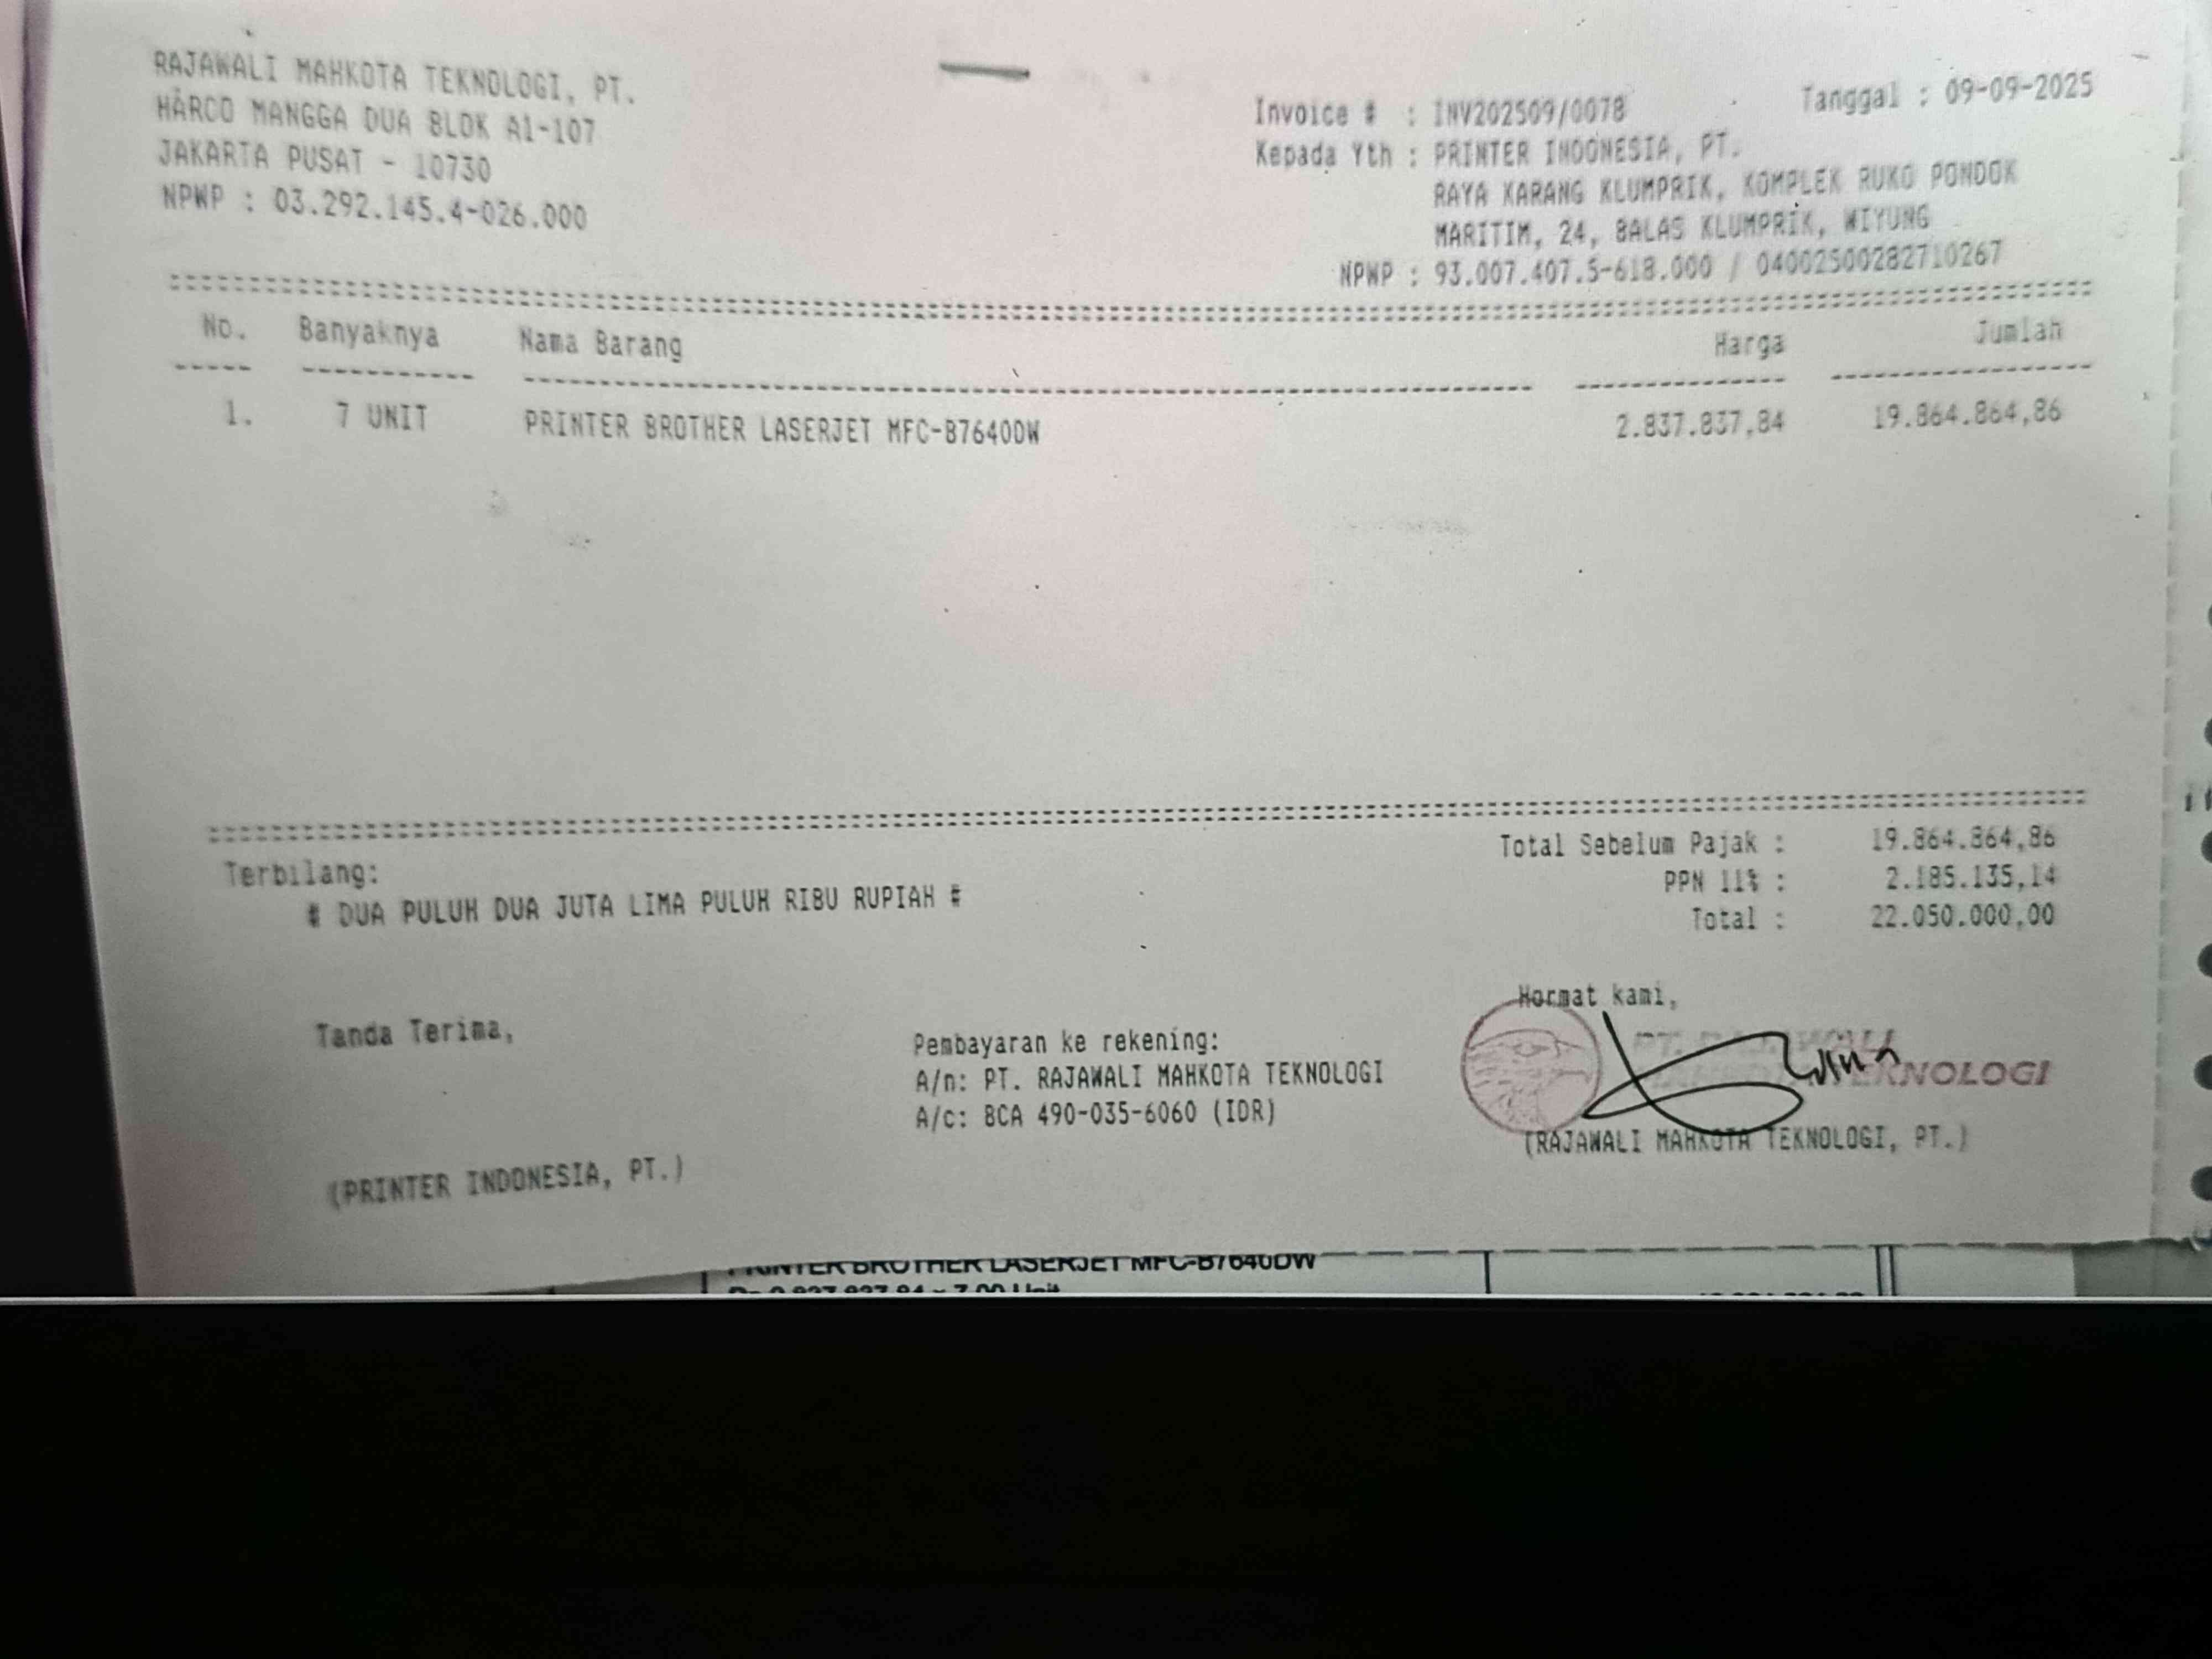 RAJAWALI MAHKOTA TEKNOLOGI, PT.
HARCO MANGGA DUA BLOK A1-107
JAKARTA PUSAT - 10730
NPWP : 03.292.145.4-026.000
Tanggal : 09-09-2025
Invoice # : INV202509/0078
Kepada Yth : PRINTER INDONESIA, PT.
RAYA KARANG KLUMPRIK, KOMPLEK RUKO PONDOK
MARITIM, 24, BALAS KLUMPRIK, WIYUNG
NPWP : 93.007.407.5-618.000 / 04002500282710267
No. Banyaknya Nama Barang Harga Jumlah
1. 7 UNIT PRINTER BROTHER LASERJET MFC-B7640DW 2.837.837,84 19.864.864,86
Total Sebelum Pajak : 19.864.864,86
PPN 11% : 2.185.135,14
Total : 22.050.000,00
Terbilang:
# DUA PULUH DUA JUTA LIMA PULUH RIBU RUPIAH #
Tanda Terima,
(PRINTER INDONESIA, PT.)
Pembayaran ke rekening:
A/n: PT. RAJAWALI MAHKOTA TEKNOLOGI
A/c: BCA 490-035-6060 (IDR)
Hormat kami,
PT. RAJAWALI
TEKNOLOGI
(RAJAWALI MAHKOTA TEKNOLOGI, PT.)
PRINTER BROTHER LASERJET MFC-B7640DW